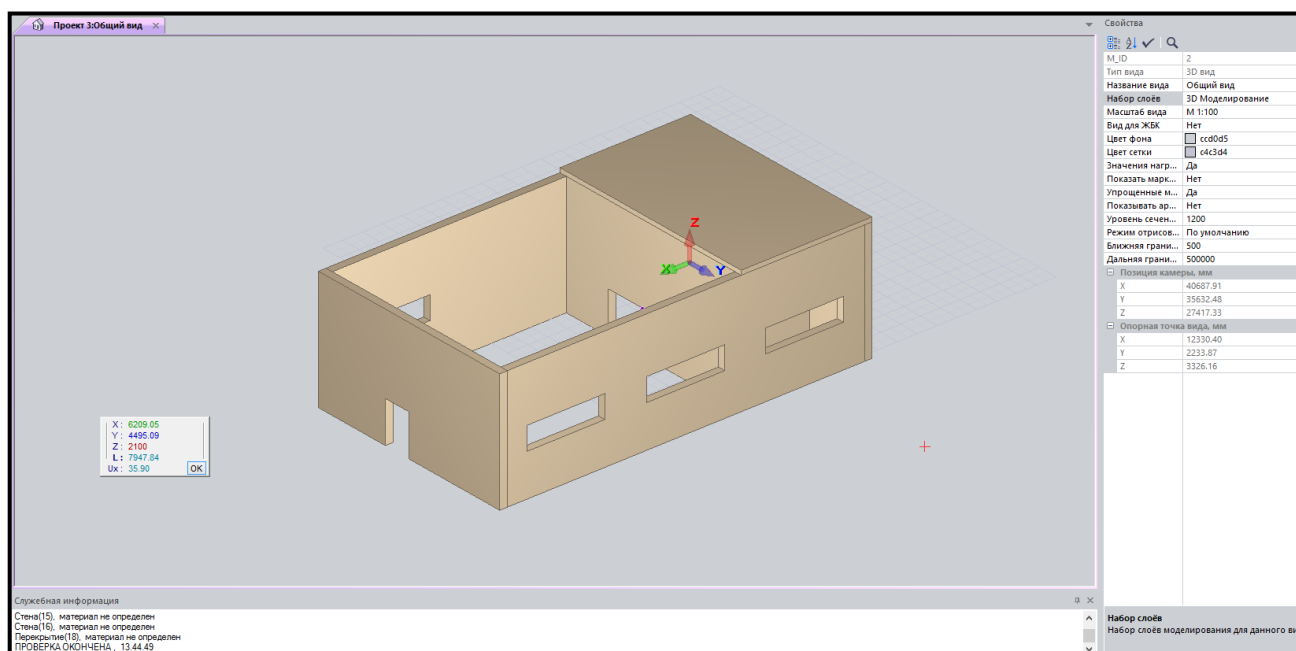 Проект 3:Общий вид
Свойства
M_ID 2
Тип вида 3D вид
Название вида Общий вид
Набор слоёв 3D Моделирование
Масштаб вида М 1:100
Вид для ЖБК Нет
Цвет фона ccd0d5
Цвет сетки c4c3d4
Значения нагр... Да
Показать марк... Нет
Упрощенные м... Да
Показывать ар... Нет
Уровень сечен... 1200
Режим отрисов... По умолчанию
Ближняя грани... 500
Дальняя грани... 500000
Позиция камеры, мм
X 40687.91
Y 35632.48
Z 27417.33
Опорная точка вида, мм
X 12330.40
Y 2233.87
Z 3326.16
Z
X
Y
X : 6209.05
Y : 4495.09
Z : 2100
L : 7947.84
Ux : 35.90
OK
Служебная информация
Стена(15), материал не определен
Стена(16), материал не определен
Перекрытие(18), материал не определен
ПРОВЕРКА ОКОНЧЕНА , 13.44.49
Набор слоёв
Набор слоёв моделирования для данного ви